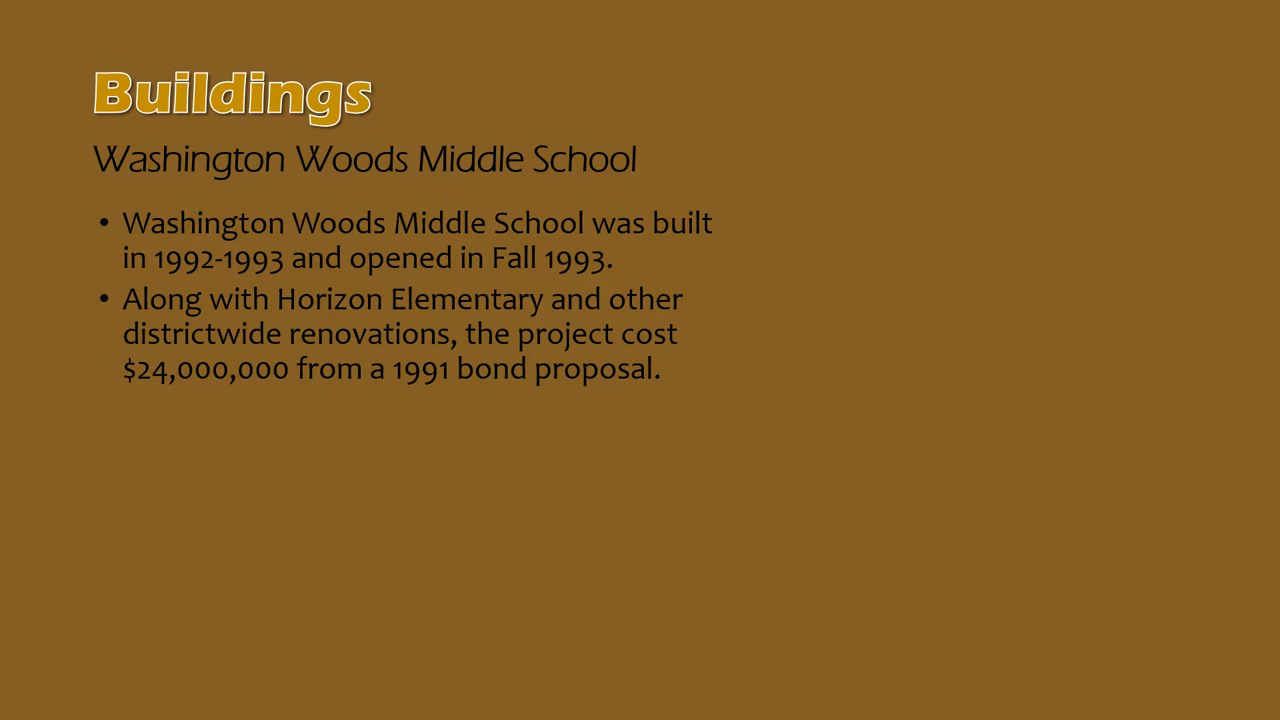 Buildings
Washington Woods Middle School
• Washington Woods Middle School was built
in 1992-1993 and opened in Fall 1993.
• Along with Horizon Elementary and other
districtwide renovations, the project cost
$24,000,000 from a 1991 bond proposal.